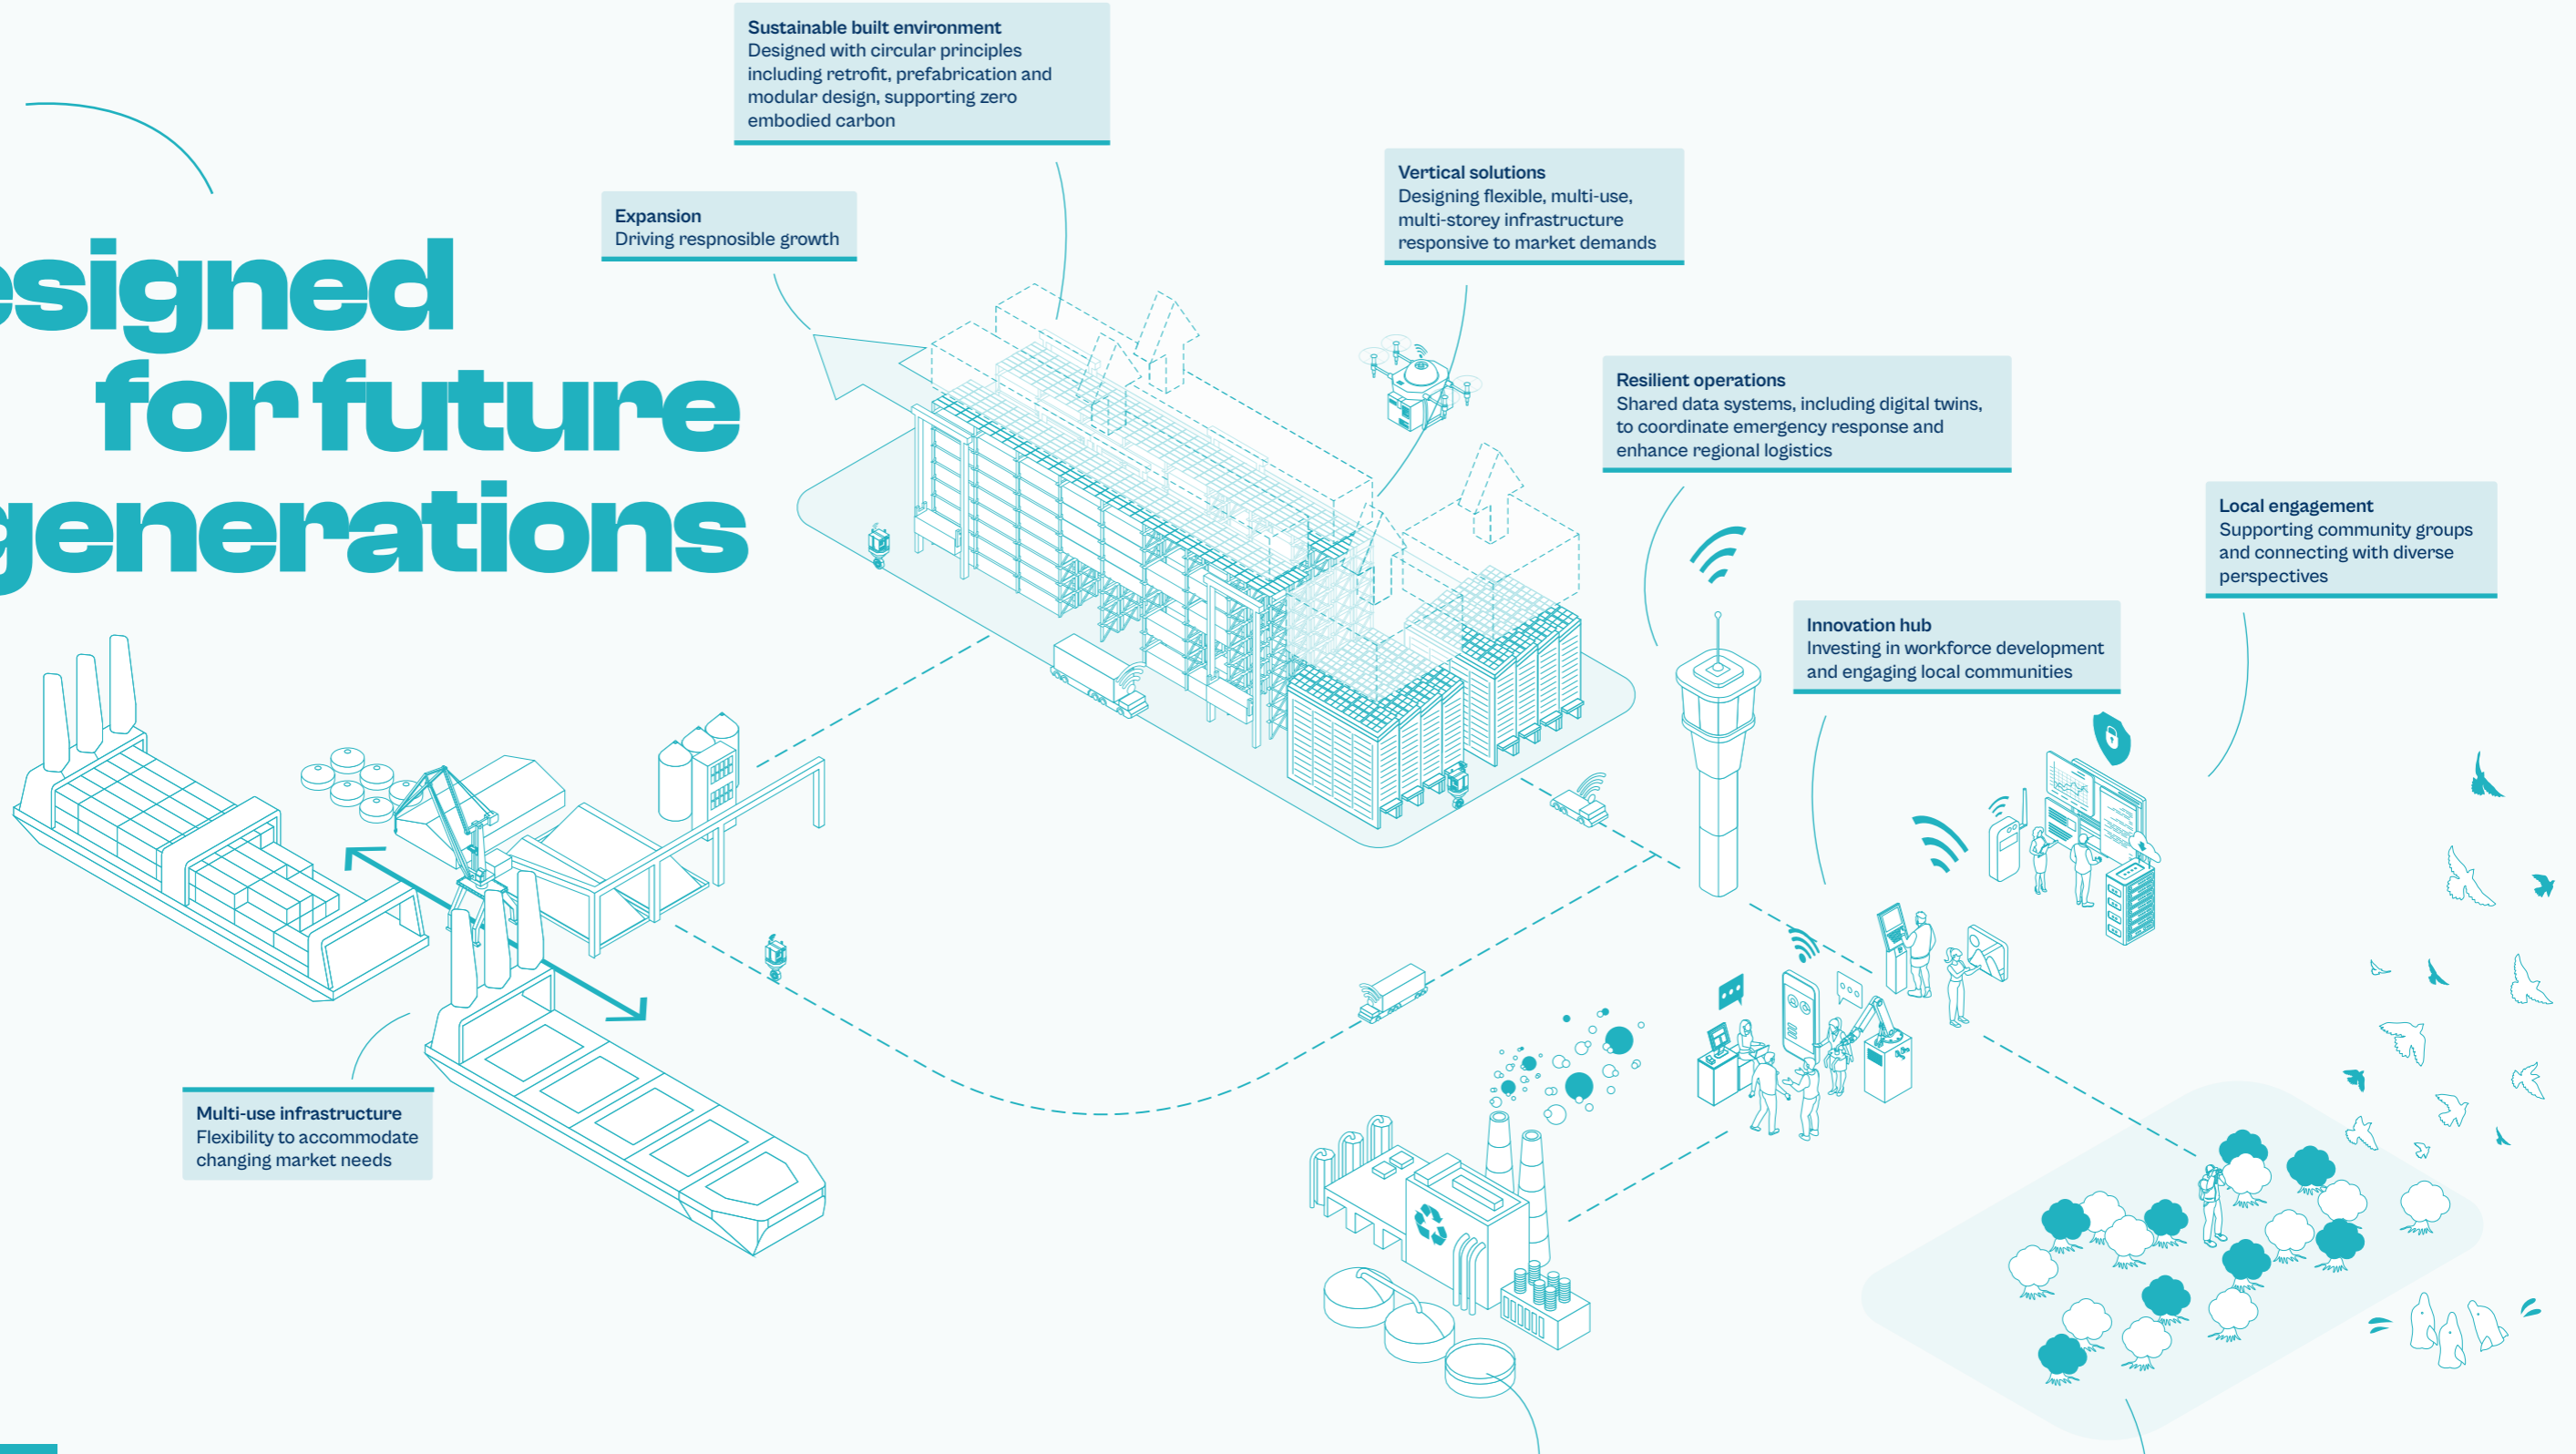 Sustainable built environment
Designed with circular principles
including retrofit, prefabrication and
modular design, supporting zero
embodied carbon
Expansion
Driving respnosible growth
Vertical solutions
Designing flexible, multi-use,
multi-storey infrastructure
responsive to market demands
esigned
for future
generations
Resilient operations
Shared data systems, including digital twins,
to coordinate emergency response and
enhance regional logistics
Local engagement
Supporting community groups
and connecting with diverse
perspectives
Innovation hub
Investing in workforce development
and engaging local communities
Multi-use infrastructure
Flexibility to accommodate
changing market needs